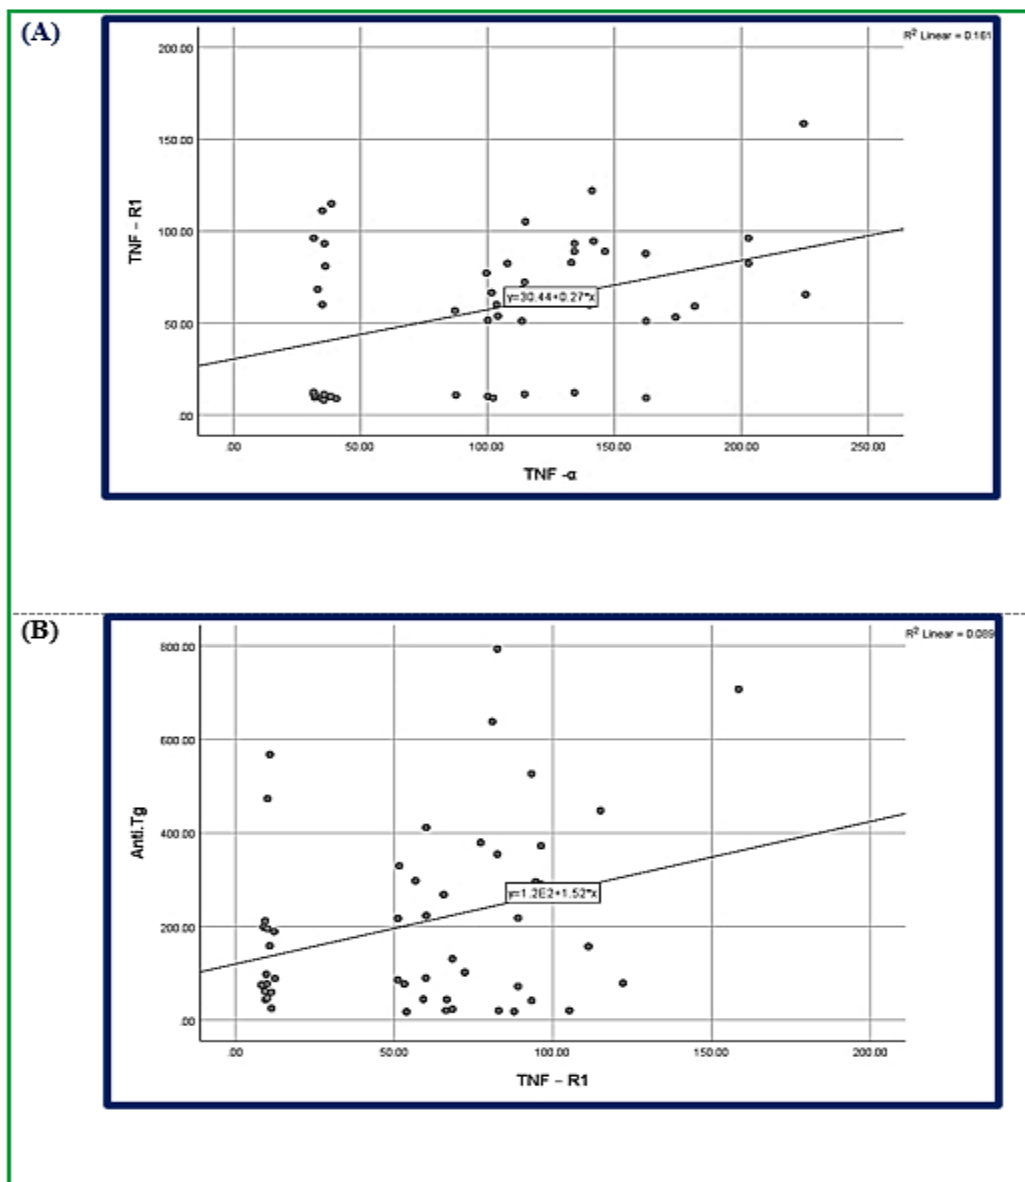 (A)
R² Linear = 0.161
200.00
150.00
100.00
50.00
.00
TNF – R1
y=30.44+0.27*x
.00 50.00 100.00 150.00 200.00 250.00
TNF -α
(B)
R² Linear = 0.089
800.00
600.00
400.00
200.00
.00
Anti.Tg
y=1.2E2+1.52*x
.00 50.00 100.00 150.00 200.00
TNF – R1